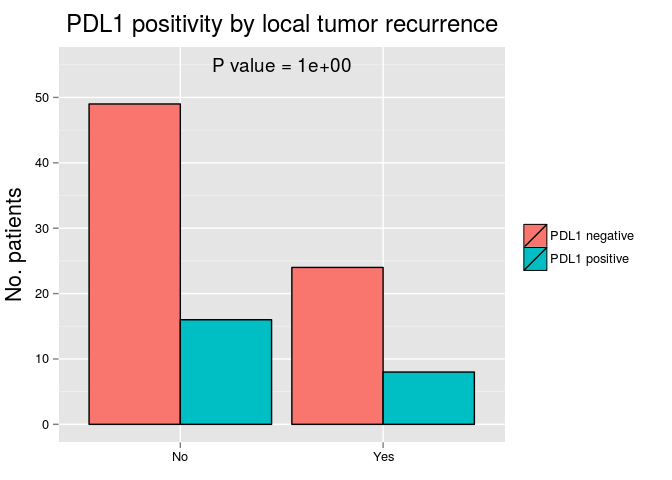 PDL1 positivity by local tumor recurrence
P value = 1e+00
No. patients
50
40
30
20
10
0
No
Yes
PDL1 negative
PDL1 positive